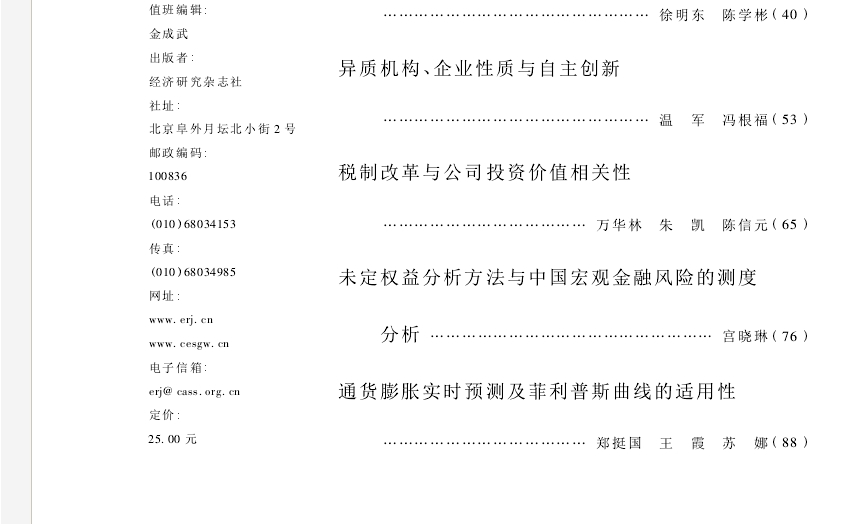 值班编辑:
金成武
出版者:
经济研究杂志社
社址:
北京阜外月坛北小街 2 号
邮政编码:
100836
电话:
(010)68034153
传真:
(010)68034985
网址:
www. erj. cn
www. cesgw. cn
电子信箱:
erj@ cass. org. cn
定价:
25. 00 元
……………………………………………… 徐明东 陈学彬( 40 )
异质机构、企业性质与自主创新
……………………………………………… 温 军 冯根福( 53 )
税制改革与公司投资价值相关性
………………………………… 万华林 朱 凯 陈信元( 65 )
未定权益分析方法与中国宏观金融风险的测度
分析 ……………………………………………… 宫晓琳( 76 )
通货膨胀实时预测及菲利普斯曲线的适用性
………………………………… 郑挺国 王 霞 苏 娜( 88 )